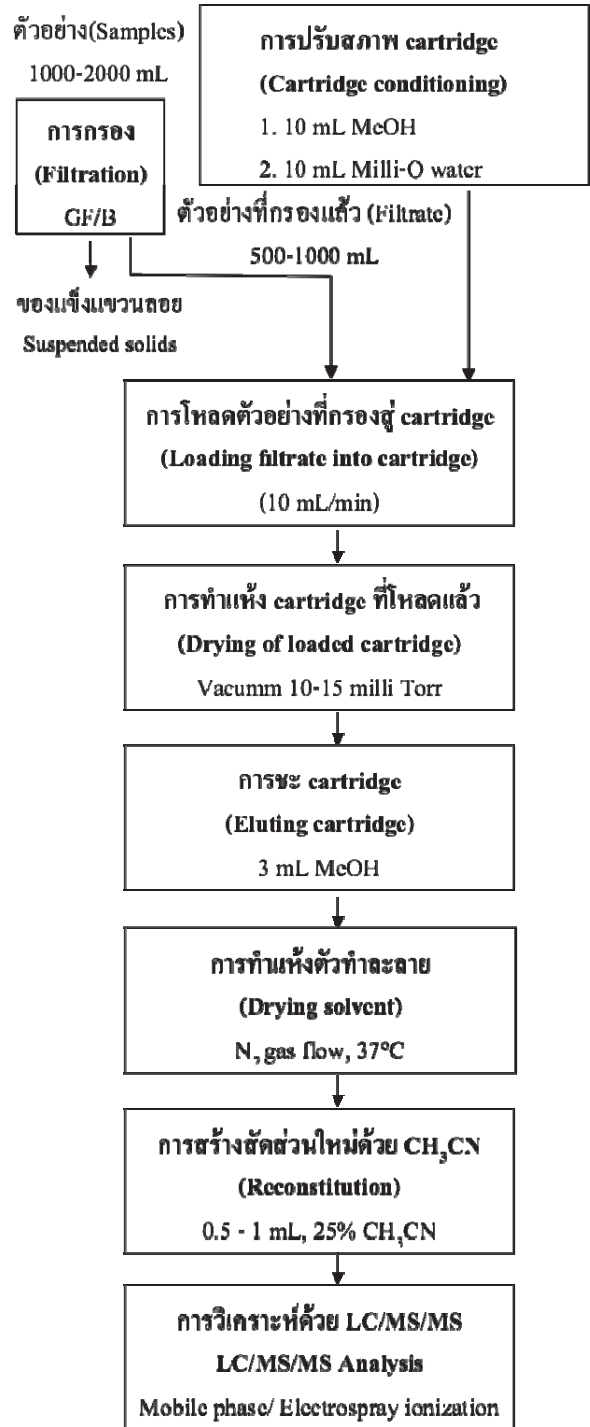 ตัวอย่าง(Samples)
1000-2000 mL
การกรอง
(Filtration)
GF/B
การปรับสภาพ cartridge
(Cartridge conditioning)
1. 10 mL MeOH
2. 10 mL Milli-Q water
ตัวอย่างที่กรองแล้ว (Filtrate)
500-1000 mL
ของแข็งแขวนลอย
Suspended solids
การโหลดตัวอย่างที่กรองสู่ cartridge
(Loading filtrate into cartridge)
(10 mL/min)
การทำแห้ง cartridge ที่โหลดแล้ว
(Drying of loaded cartridge)
Vacumm 10-15 milli Torr
การชะ cartridge
(Eluting cartridge)
3 mL MeOH
การทำแห้งตัวทำละลาย
(Drying solvent)
N₂ gas flow, 37°C
การสร้างสัดส่วนใหม่ด้วย CH₃CN
(Reconstitution)
0.5 - 1 mL, 25% CH₃CN
การวิเคราะห์ด้วย LC/MS/MS
LC/MS/MS Analysis
Mobile phase/ Electrospray ionization